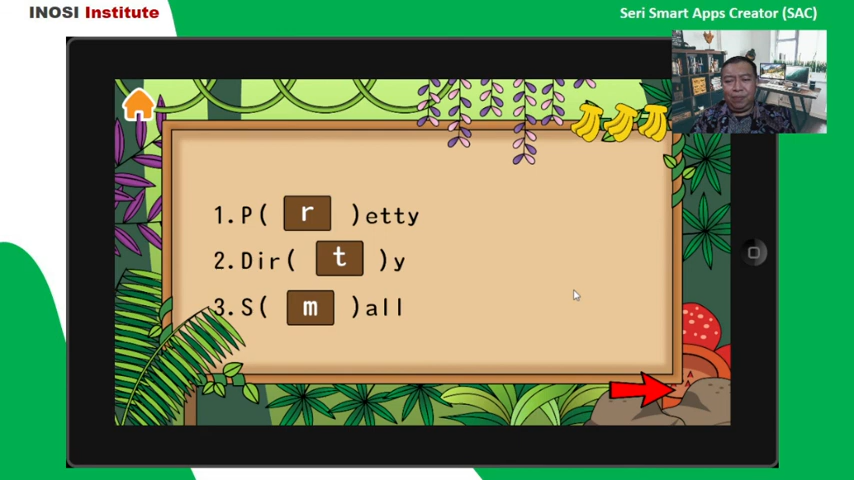 INOSI Institute
Seri Smart Apps Creator (SAC)
1.P( r )etty
2.Dir( t )y
3.S( m )all